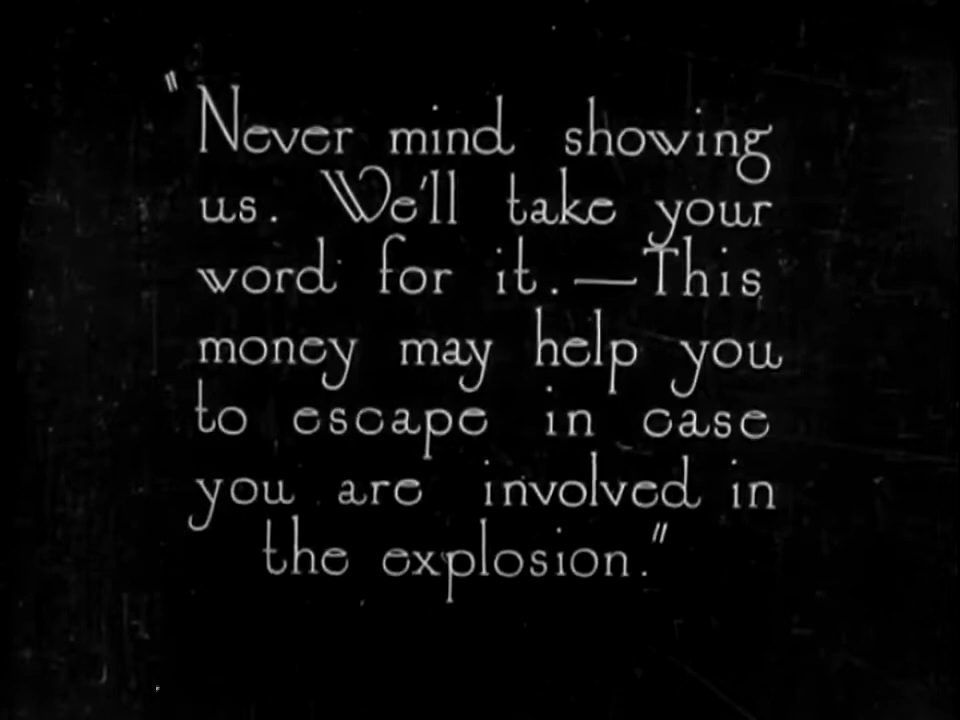 "Never mind showing
us. We'll take your
word for it.—This
money may help you
to escape in case
you are involved in
the explosion."